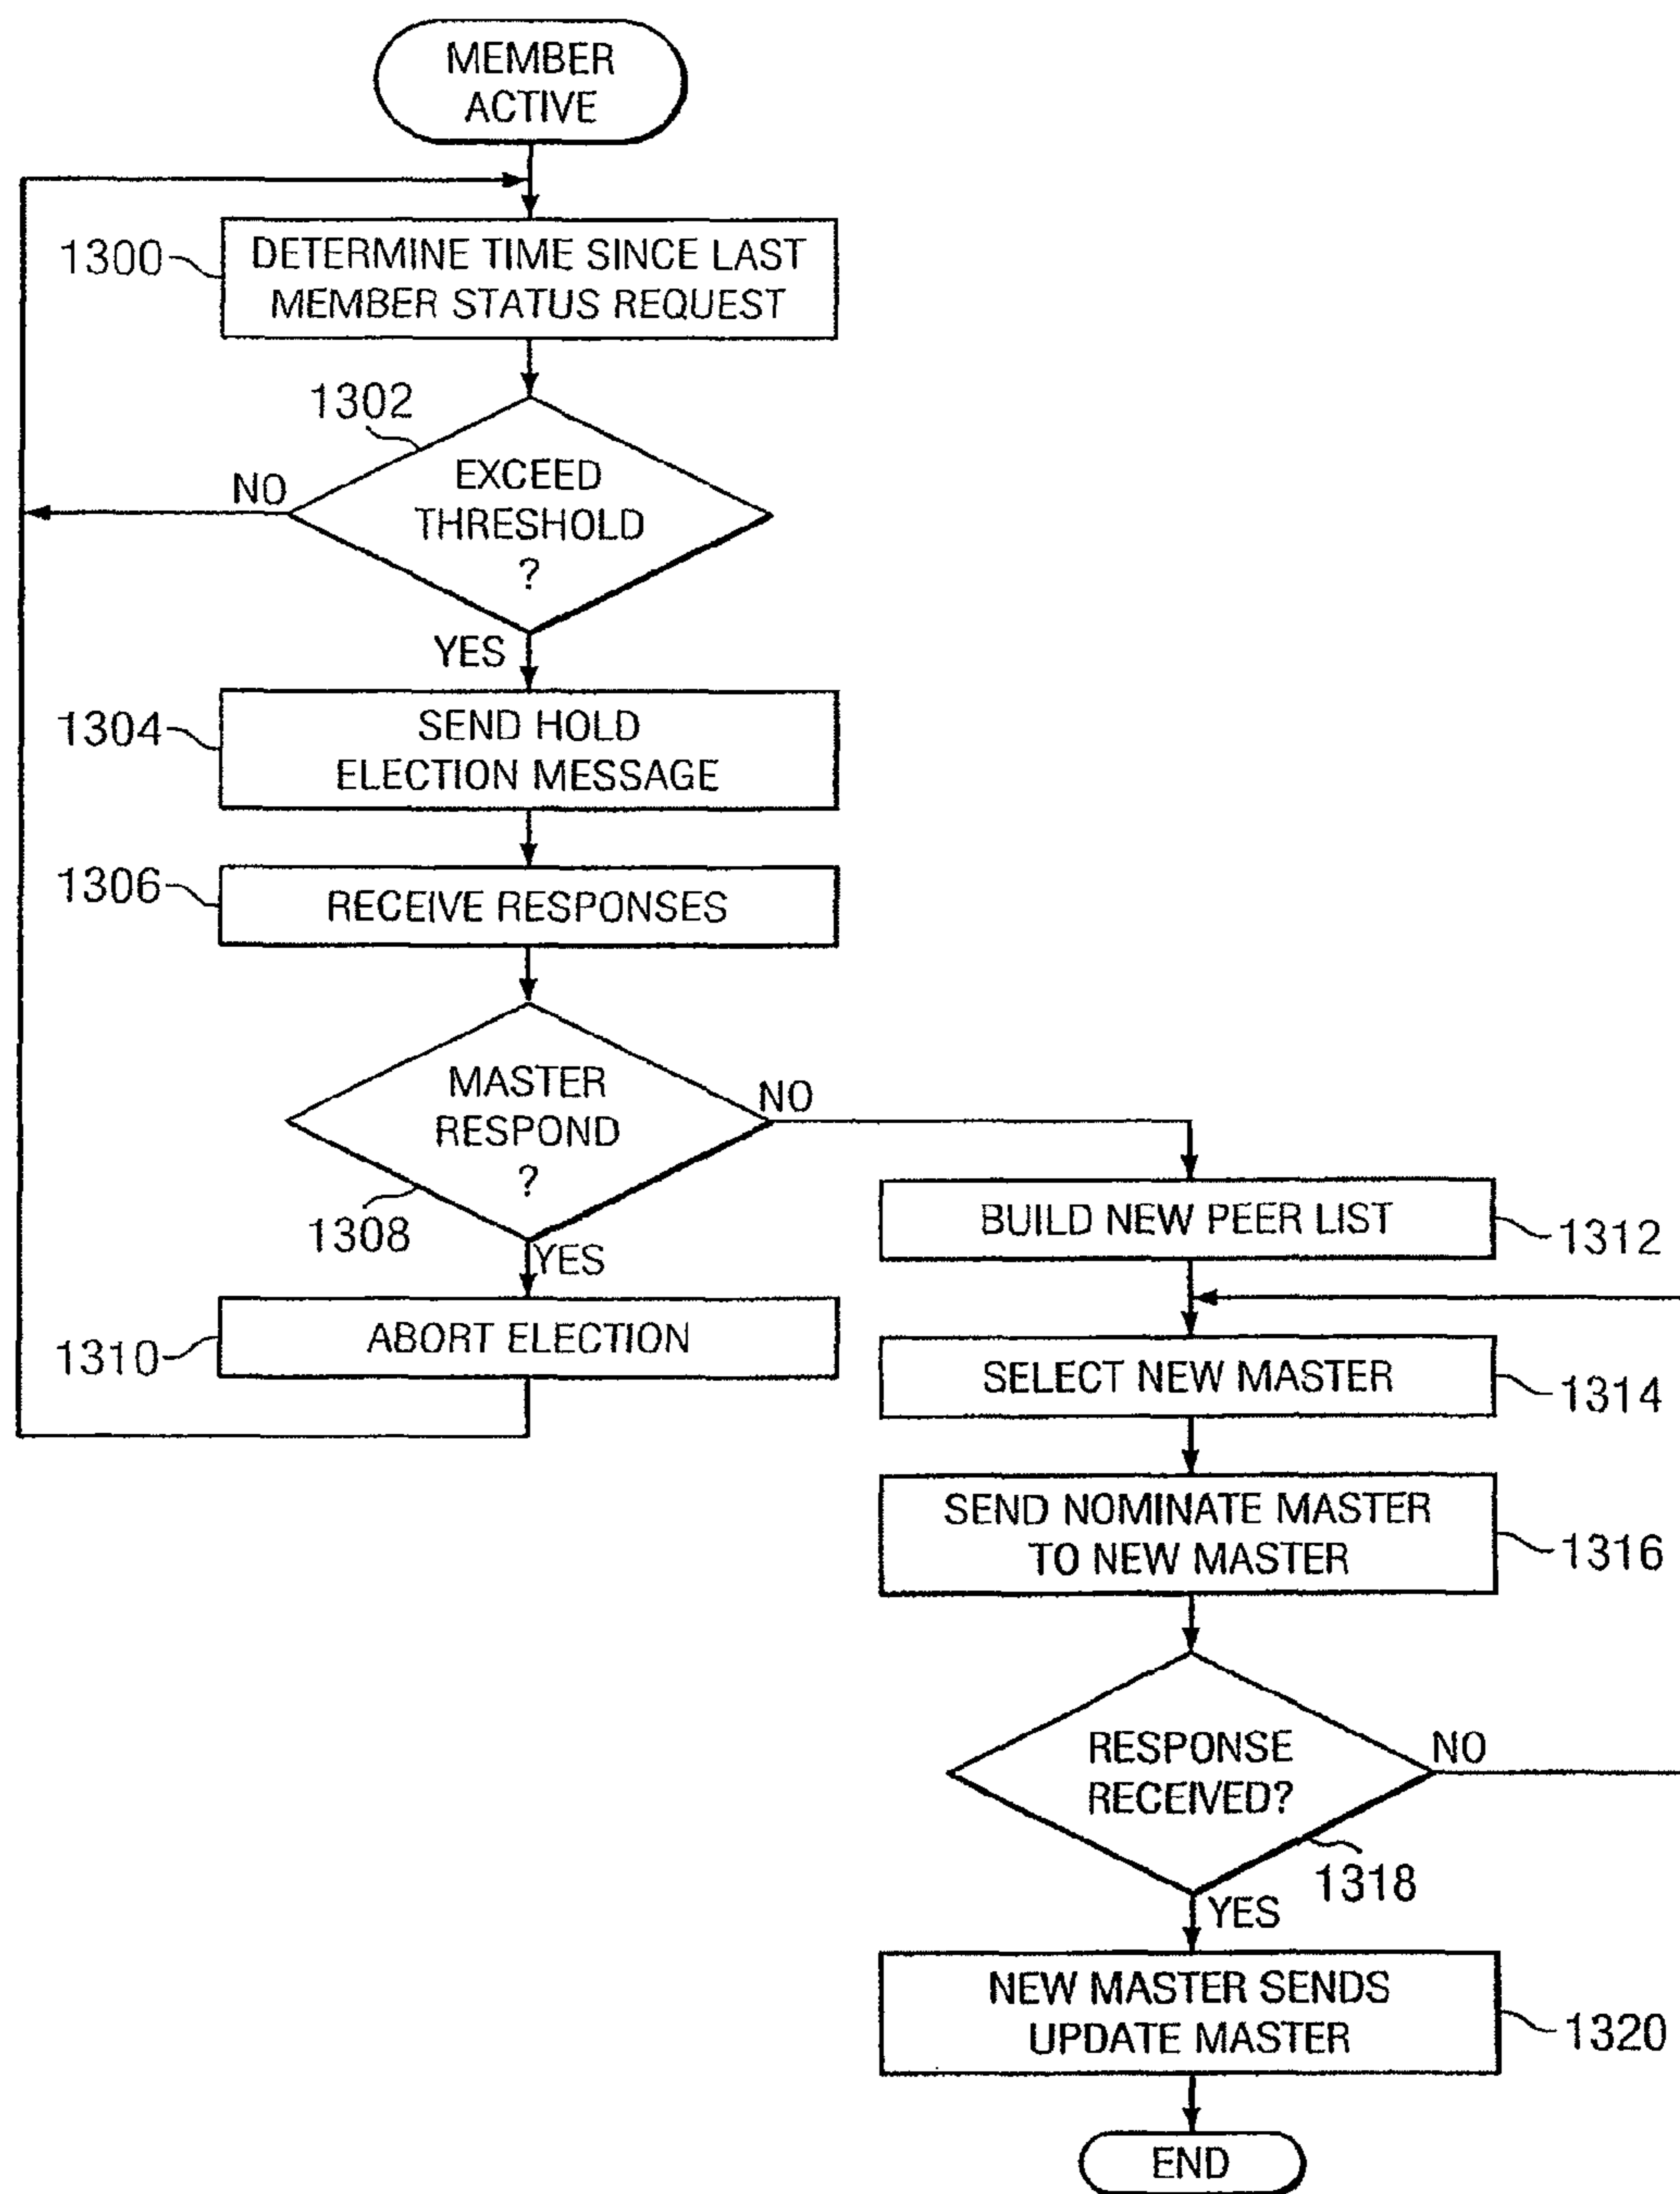 MEMBER
ACTIVE
1300
DETERMINE TIME SINCE LAST
MEMBER STATUS REQUEST
1302
NO
EXCEED
THRESHOLD
?
YES
1304
SEND HOLD
ELECTION MESSAGE
1306
RECEIVE RESPONSES
MASTER
RESPOND
?
NO
1308
YES
1310
ABORT ELECTION
BUILD NEW PEER LIST
1312
SELECT NEW MASTER
1314
SEND NOMINATE MASTER
TO NEW MASTER
1316
RESPONSE
RECEIVED?
NO
1318
YES
NEW MASTER SENDS
UPDATE MASTER
1320
END